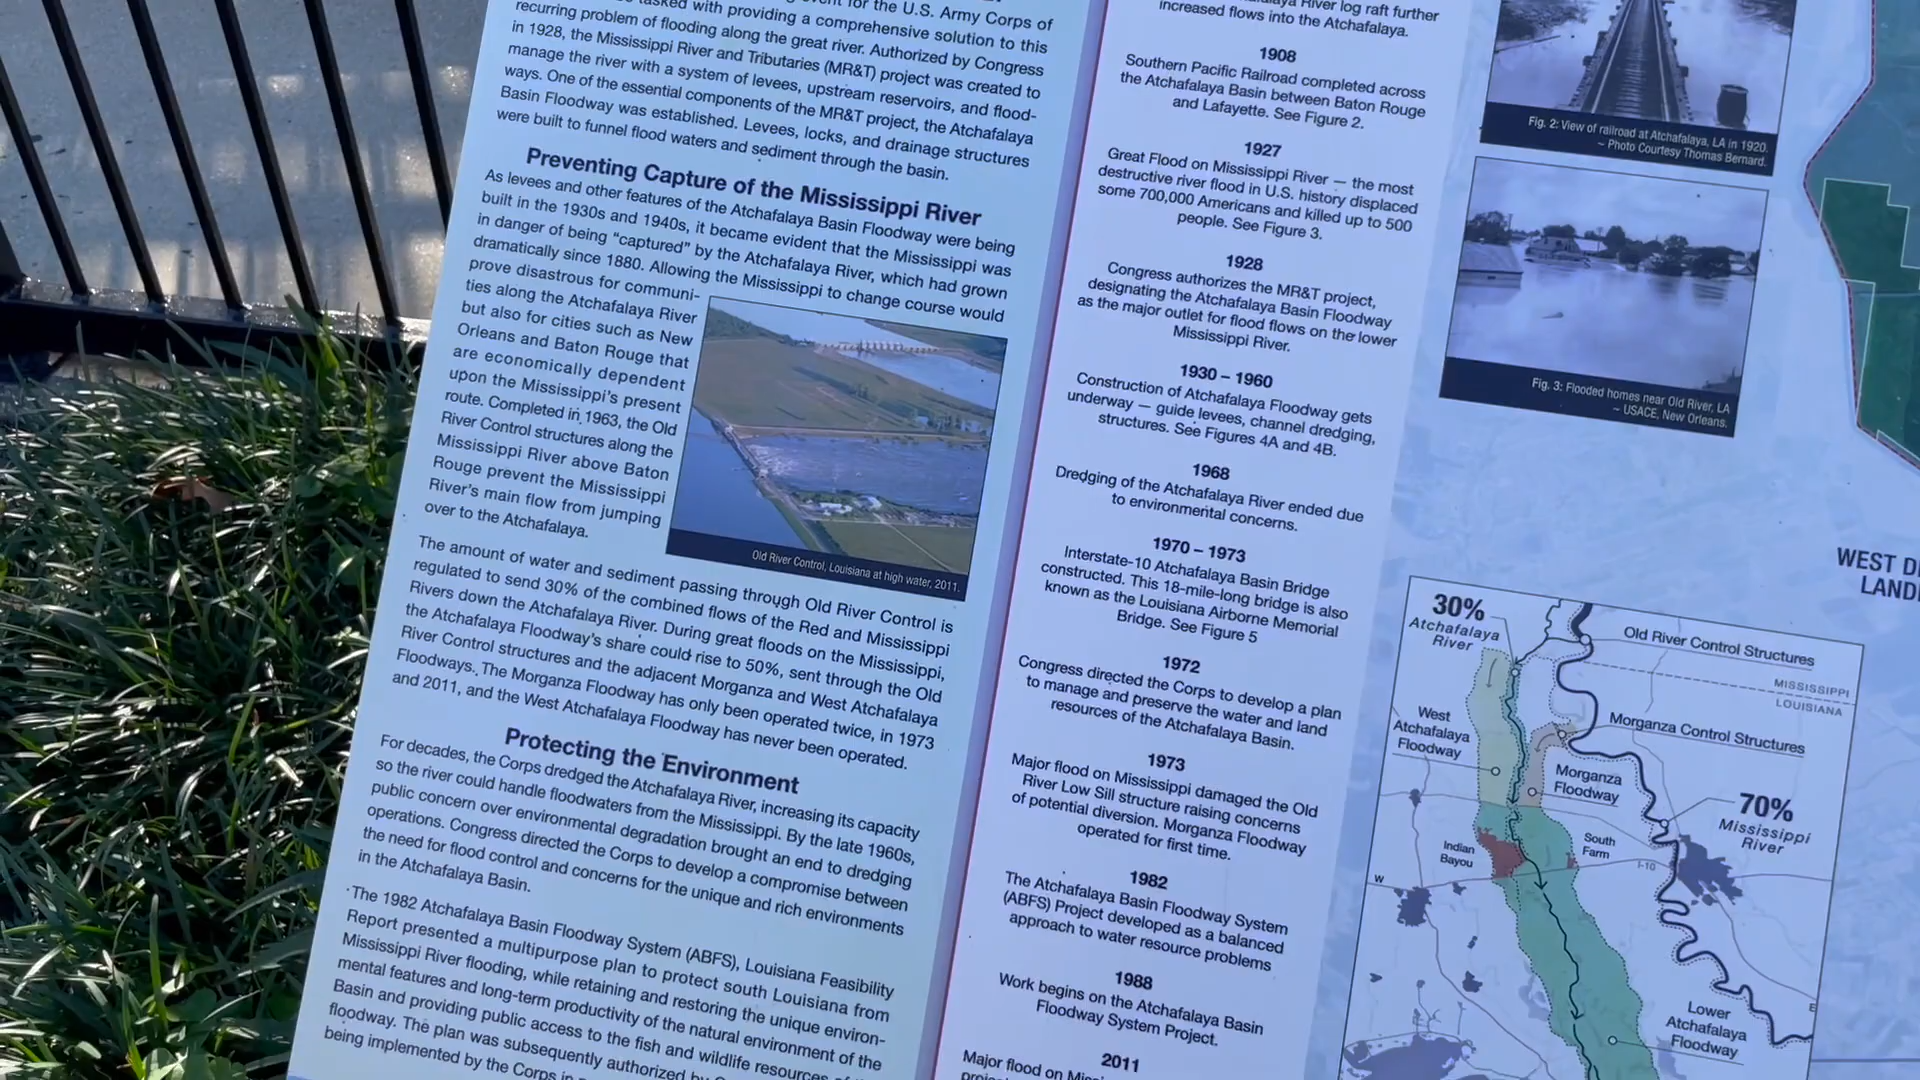 vent for the U.S. Army Corps of
tasked with providing a comprehensive solution to this
recurring problem of flooding along the great river. Authorized by Congress
in 1928, the Mississippi River and Tributaries (MR&T) project was created to
manage the river with a system of levees, upstream reservoirs, and flood-
ways. One of the essential components of the MR&T project, the Atchafalaya
Basin Floodway was established. Levees, locks, and drainage structures
were built to funnel flood waters and sediment through the basin.
Preventing Capture of the Mississippi River
As levees and other features of the Atchafalaya Basin Floodway were being
built in the 1930s and 1940s, it became evident that the Mississippi was
in danger of being “captured” by the Atchafalaya River, which had grown
dramatically since 1880. Allowing the Mississippi to change course would
prove disastrous for communi-
ties along the Atchafalaya River
but also for cities such as New
Orleans and Baton Rouge that
are economically dependent
upon the Mississippi's present
route. Completed in 1963, the Old
River Control structures along the
Mississippi River above Baton
Rouge prevent the Mississippi
River's main flow from jumping
over to the Atchafalaya.
Old River Control, Louisiana at high water, 2011.
The amount of water and sediment passing through Old River Control is
regulated to send 30% of the combined flows of the Red and Mississippi
Rivers down the Atchafalaya River. During great floods on the Mississippi,
the Atchafalaya Floodway's share could rise to 50%, sent through the Old
River Control structures and the adjacent Morganza and West Atchafalaya
Floodways. The Morganza Floodway has only been operated twice, in 1973
and 2011, and the West Atchafalaya Floodway has never been operated.
Protecting the Environment
For decades, the Corps dredged the Atchafalaya River, increasing its capacity
so the river could handle floodwaters from the Mississippi. By the late 1960s,
public concern over environmental degradation brought an end to dredging
operations. Congress directed the Corps to develop a compromise between
the need for flood control and concerns for the unique and rich environments
in the Atchafalaya Basin.
The 1982 Atchafalaya Basin Floodway System (ABFS), Louisiana Feasibility
Report presented a multipurpose plan to protect south Louisiana from
Mississippi River flooding, while retaining and restoring the unique environ-
mental features and long-term productivity of the natural environment of the
Basin and providing public access to the fish and wildlife resources
floodway. The plan was subsequently authorized by
being implemented by the Corps in
River log raft further
increased flows into the Atchafalaya.
1908
Southern Pacific Railroad completed across
the Atchafalaya Basin between Baton Rouge
and Lafayette. See Figure 2.
1927
Great Flood on Mississippi River — the most
destructive river flood in U.S. history displaced
some 700,000 Americans and killed up to 500
people. See Figure 3.
1928
Congress authorizes the MR&T project,
designating the Atchafalaya Basin Floodway
as the major outlet for flood flows on the lower
Mississippi River.
1930 – 1960
Construction of Atchafalaya Floodway gets
underway — guide levees, channel dredging,
structures. See Figures 4A and 4B.
1968
Dredging of the Atchafalaya River ended due
to environmental concerns.
1970 – 1973
Interstate-10 Atchafalaya Basin Bridge
constructed. This 18-mile-long bridge is also
known as the Louisiana Airborne Memorial
Bridge. See Figure 5
1972
Congress directed the Corps to develop a plan
to manage and preserve the water and land
resources of the Atchafalaya Basin.
1973
Major flood on Mississippi damaged the Old
River Low Sill structure raising concerns
of potential diversion. Morganza Floodway
operated for first time.
1982
The Atchafalaya Basin Floodway System
(ABFS) Project developed as a balanced
approach to water resource problems
1988
Work begins on the Atchafalaya Basin
Floodway System Project.
2011
Major flood on
Fig. 2: View of railroad at Atchafalaya, LA in 1920.
~ Photo Courtesy Thomas Bernard.
Fig. 3: Flooded homes near Old River, LA
~ USACE, New Orleans.
WEST
LAND
30%
Atchafalaya
River
Old River Control Structures
MISSISSIPPI
LOUISIANA
West
Atchafalaya
Floodway
Morganza Control Structures
Morganza
Floodway
70%
Mississippi
River
Indian
Bayou
South
Farm
I-10
W
E
Lower
Atchafalaya
Floodway